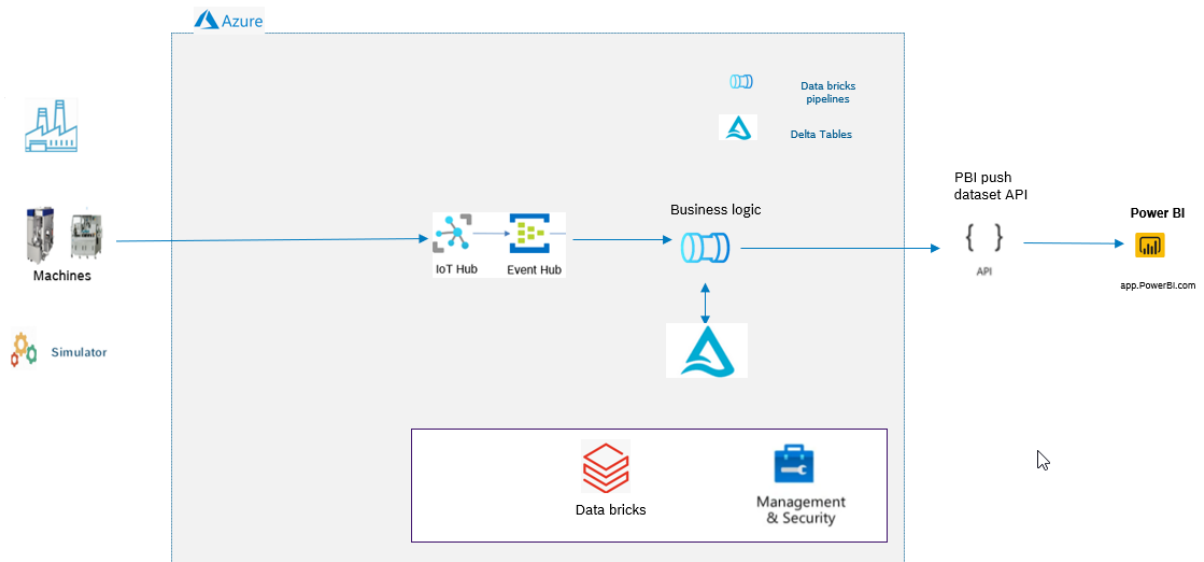 Azure
Data bricks
pipelines
Delta Tables
PBI push
dataset API
Business logic
Power BI
IoT Hub
Event Hub
{ }
API
Machines
app.PowerBI.com
Simulator
Data bricks
Management
& Security